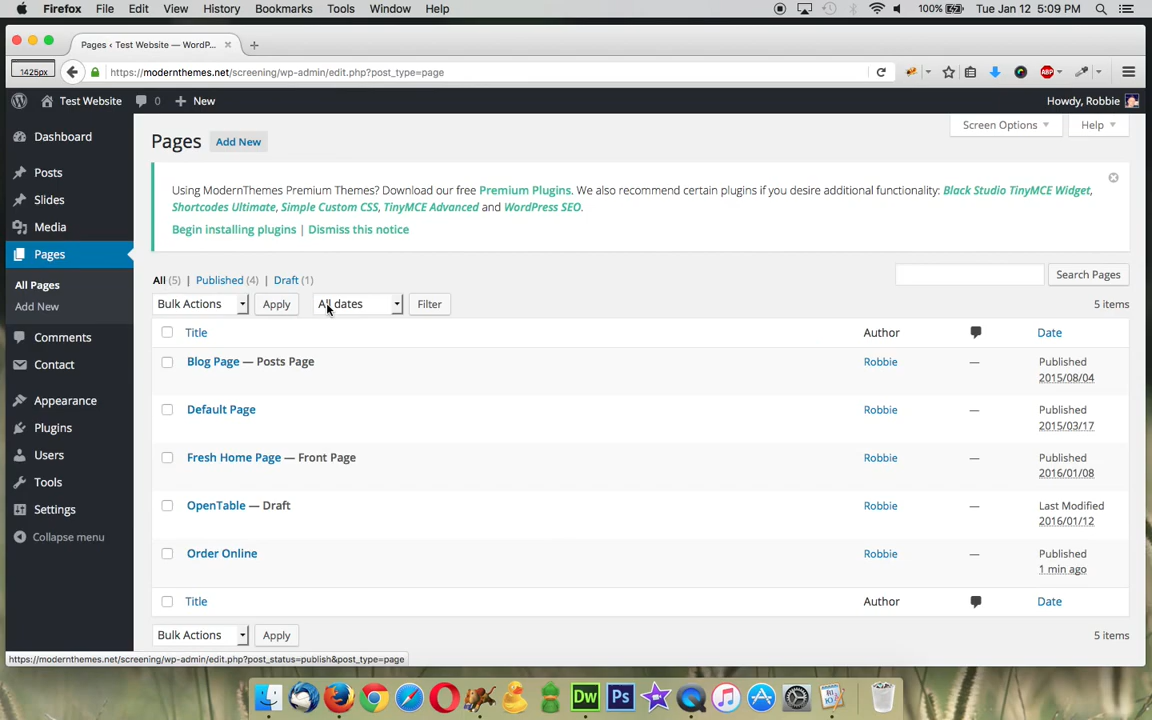 Firefox File Edit View History Bookmarks Tools Window Help 100% Tue Jan 12 5:09 PM
Pages ‹ Test Website — WordP...
1425px https://modernthemes.net/screening/wp-admin/edit.php?post_type=page ABP
Test Website 0 New Howdy, Robbie
Dashboard
Posts
Slides
Media
Pages
All Pages
Add New
Comments
Contact
Appearance
Plugins
Users
Tools
Settings
Collapse menu
Screen Options Help
Pages Add New
Using ModernThemes Premium Themes? Download our free Premium Plugins. We also recommend certain plugins if you desire additional functionality: Black Studio TinyMCE Widget,
Shortcodes Ultimate, Simple Custom CSS, TinyMCE Advanced and WordPress SEO.
Begin installing plugins | Dismiss this notice
All (5) | Published (4) | Draft (1)
Search Pages
Bulk Actions Apply All dates Filter 5 items
Title Author Date
Blog Page — Posts Page Robbie — Published
2015/08/04
Default Page Robbie — Published
2015/03/17
Fresh Home Page — Front Page Robbie — Published
2016/01/08
OpenTable — Draft Robbie — Last Modified
2016/01/12
Order Online Robbie — Published
1 min ago
Title Author Date
Bulk Actions Apply 5 items
https://modernthemes.net/screening/wp-admin/edit.php?post_status=publish&post_type=page
Dw Ps